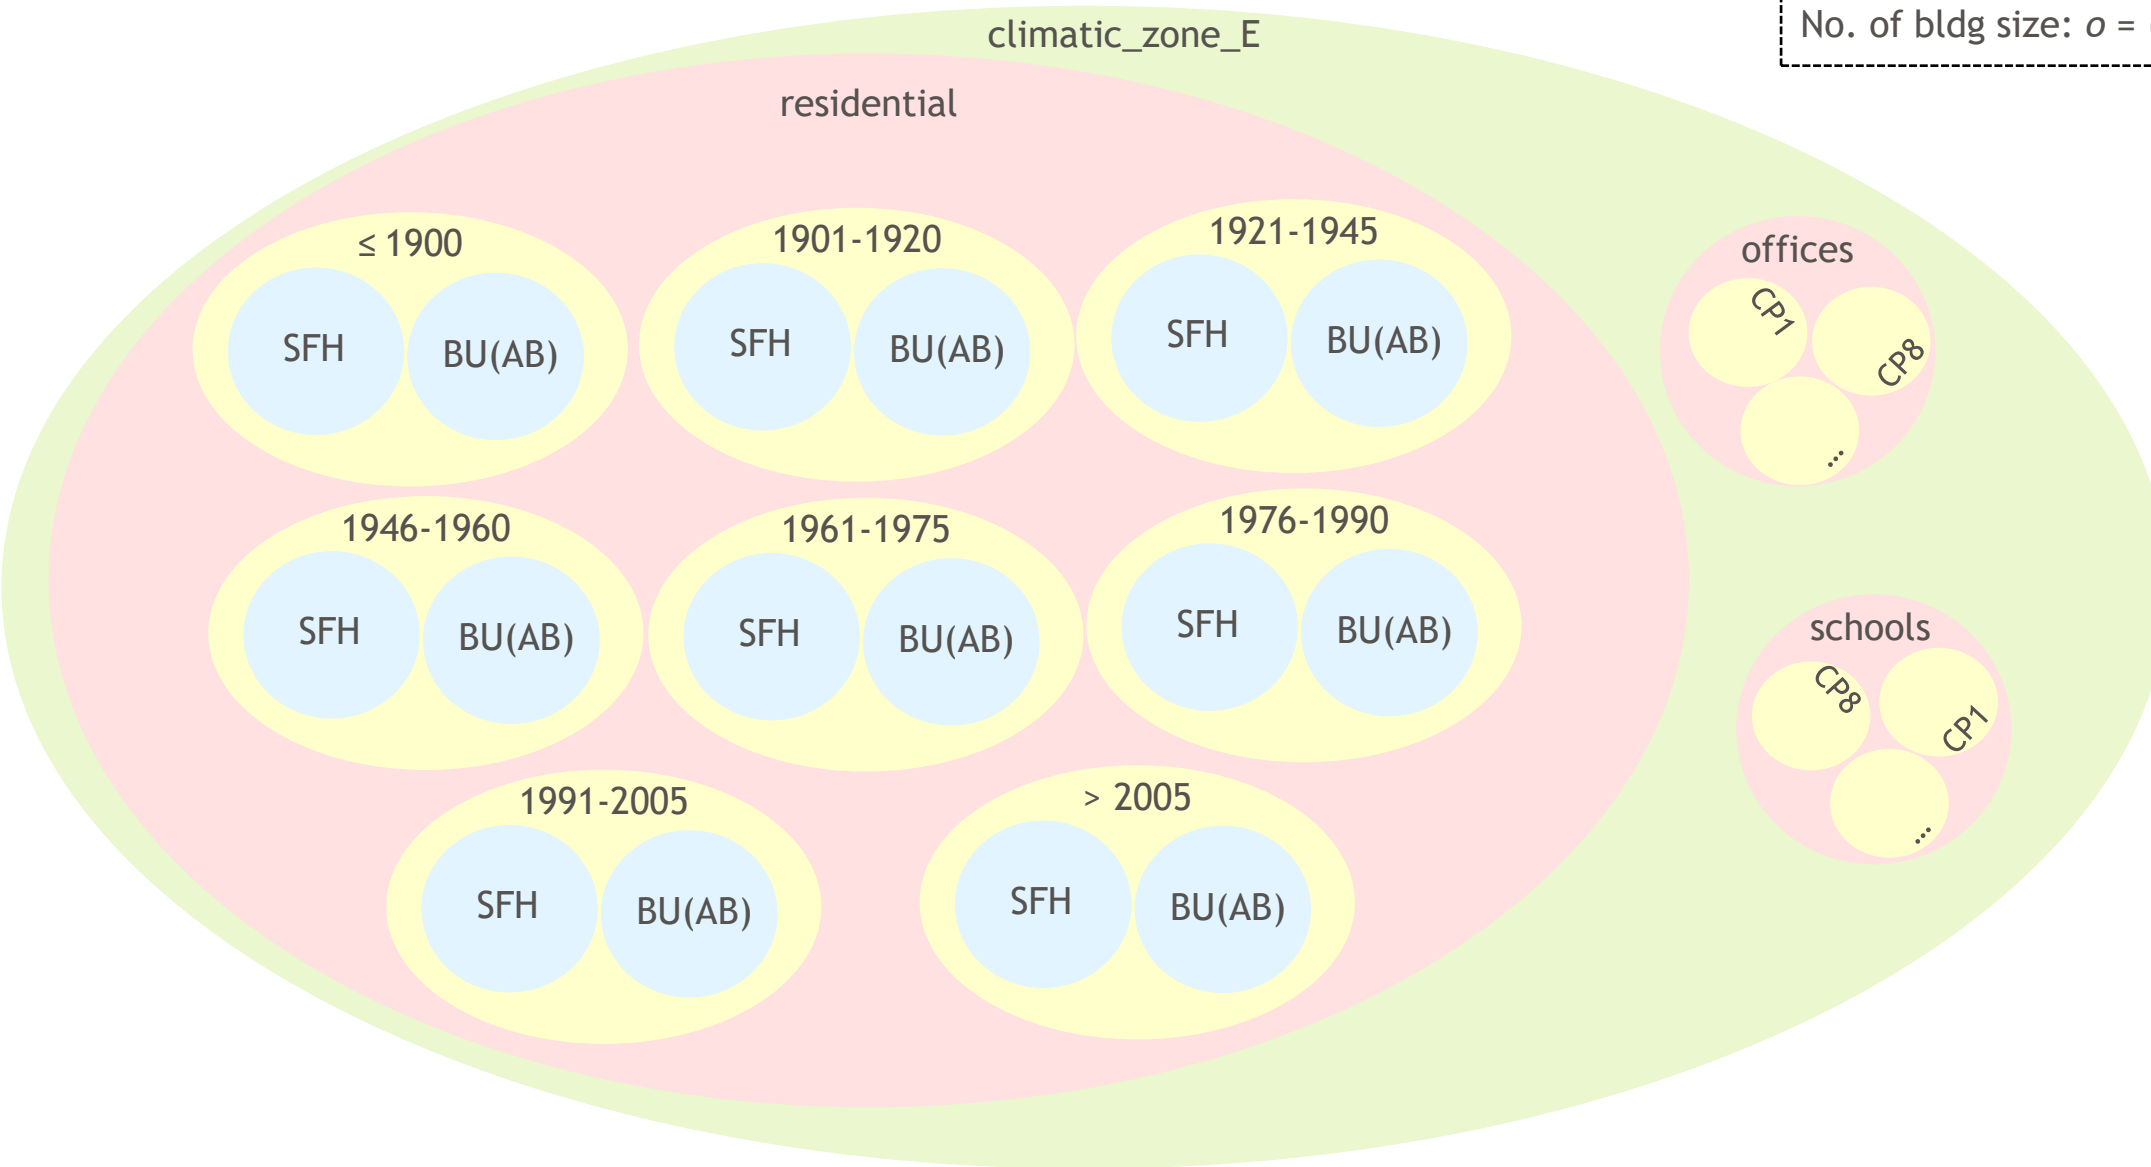 climatic_zone_E
No. of bldg size: o =
residential
≤ 1900
SFH
BU(AB)
1901-1920
SFH
BU(AB)
1921-1945
SFH
BU(AB)
1946-1960
SFH
BU(AB)
1961-1975
SFH
BU(AB)
1976-1990
SFH
BU(AB)
1991-2005
SFH
BU(AB)
> 2005
SFH
BU(AB)
offices
CP1
CP8
...
schools
CP8
CP1
...